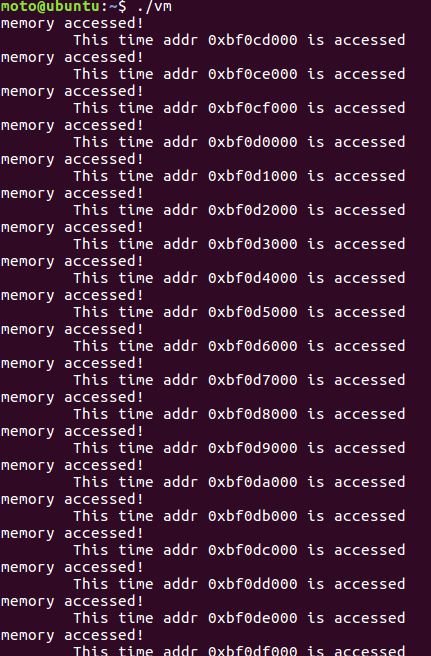 moto@ubuntu:~$ ./vm
memory accessed!
This time addr 0xbf0cd000 is accessed
memory accessed!
This time addr 0xbf0ce000 is accessed
memory accessed!
This time addr 0xbf0cf000 is accessed
memory accessed!
This time addr 0xbf0d0000 is accessed
memory accessed!
This time addr 0xbf0d1000 is accessed
memory accessed!
This time addr 0xbf0d2000 is accessed
memory accessed!
This time addr 0xbf0d3000 is accessed
memory accessed!
This time addr 0xbf0d4000 is accessed
memory accessed!
This time addr 0xbf0d5000 is accessed
memory accessed!
This time addr 0xbf0d6000 is accessed
memory accessed!
This time addr 0xbf0d7000 is accessed
memory accessed!
This time addr 0xbf0d8000 is accessed
memory accessed!
This time addr 0xbf0d9000 is accessed
memory accessed!
This time addr 0xbf0da000 is accessed
memory accessed!
This time addr 0xbf0db000 is accessed
memory accessed!
This time addr 0xbf0dc000 is accessed
memory accessed!
This time addr 0xbf0dd000 is accessed
memory accessed!
This time addr 0xbf0de000 is accessed
memory accessed!
This time addr 0xbf0df000 is accessed